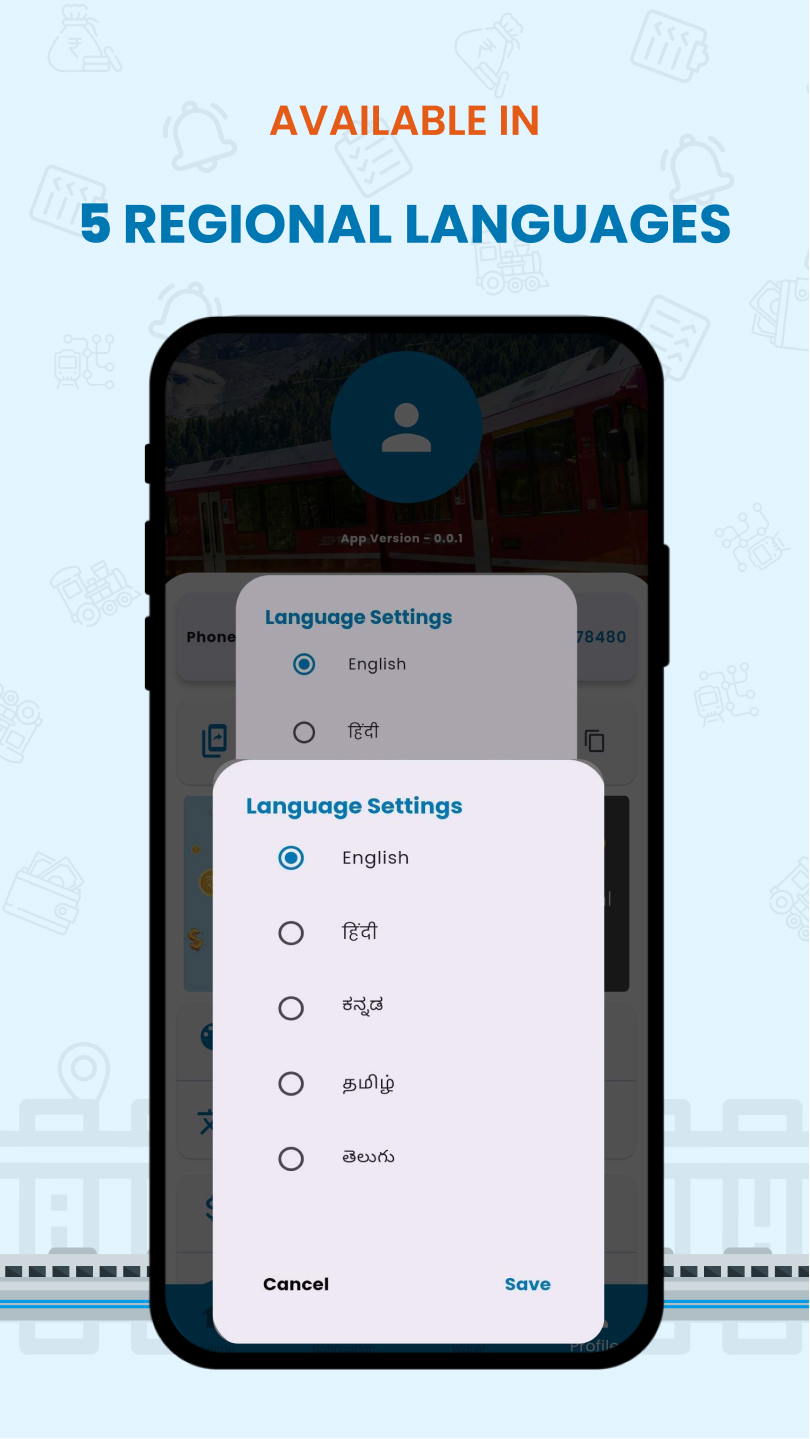 AVAILABLE IN
5 REGIONAL LANGUAGES
App Version - 0.0.1
Language Settings
Phone
78480
English
हिंदी
Language Settings
English
हिंदी
ಕನ್ನಡ
தமிழ்
తెలుగు
Cancel
Save
Profile